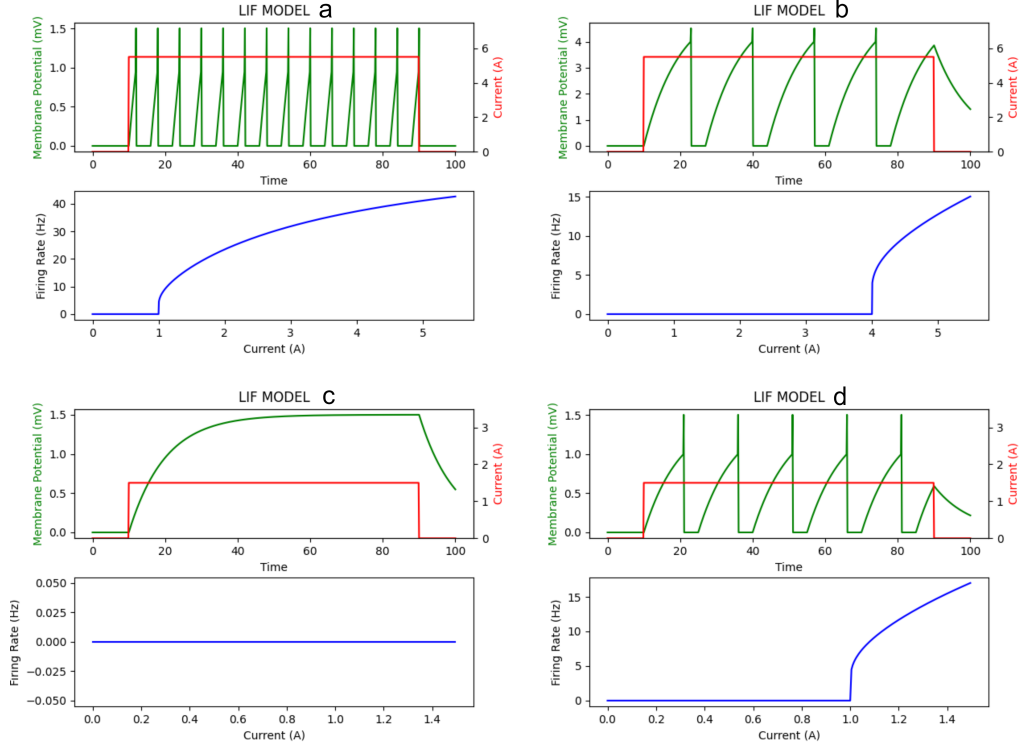 LIF MODEL a
Membrane Potential (mV)
1.5
1.0
0.5
0.0
6
4
2
0
Current (A)
0 20 40 60 80 100
Time
Firing Rate (Hz)
40
30
20
10
0
0 1 2 3 4 5
Current (A)
LIF MODEL b
Membrane Potential (mV)
4
3
2
1
0
6
4
2
0
Current (A)
0 20 40 60 80 100
Time
Firing Rate (Hz)
15
10
5
0
0 1 2 3 4 5
Current (A)
LIF MODEL c
Membrane Potential (mV)
1.5
1.0
0.5
0.0
3
2
1
0
Current (A)
0 20 40 60 80 100
Time
Firing Rate (Hz)
0.050
0.025
0.000
−0.025
−0.050
0.0 0.2 0.4 0.6 0.8 1.0 1.2 1.4
Current (A)
LIF MODEL d
Membrane Potential (mV)
1.5
1.0
0.5
0.0
3
2
1
0
Current (A)
0 20 40 60 80 100
Time
Firing Rate (Hz)
15
10
5
0
0.0 0.2 0.4 0.6 0.8 1.0 1.2 1.4
Current (A)